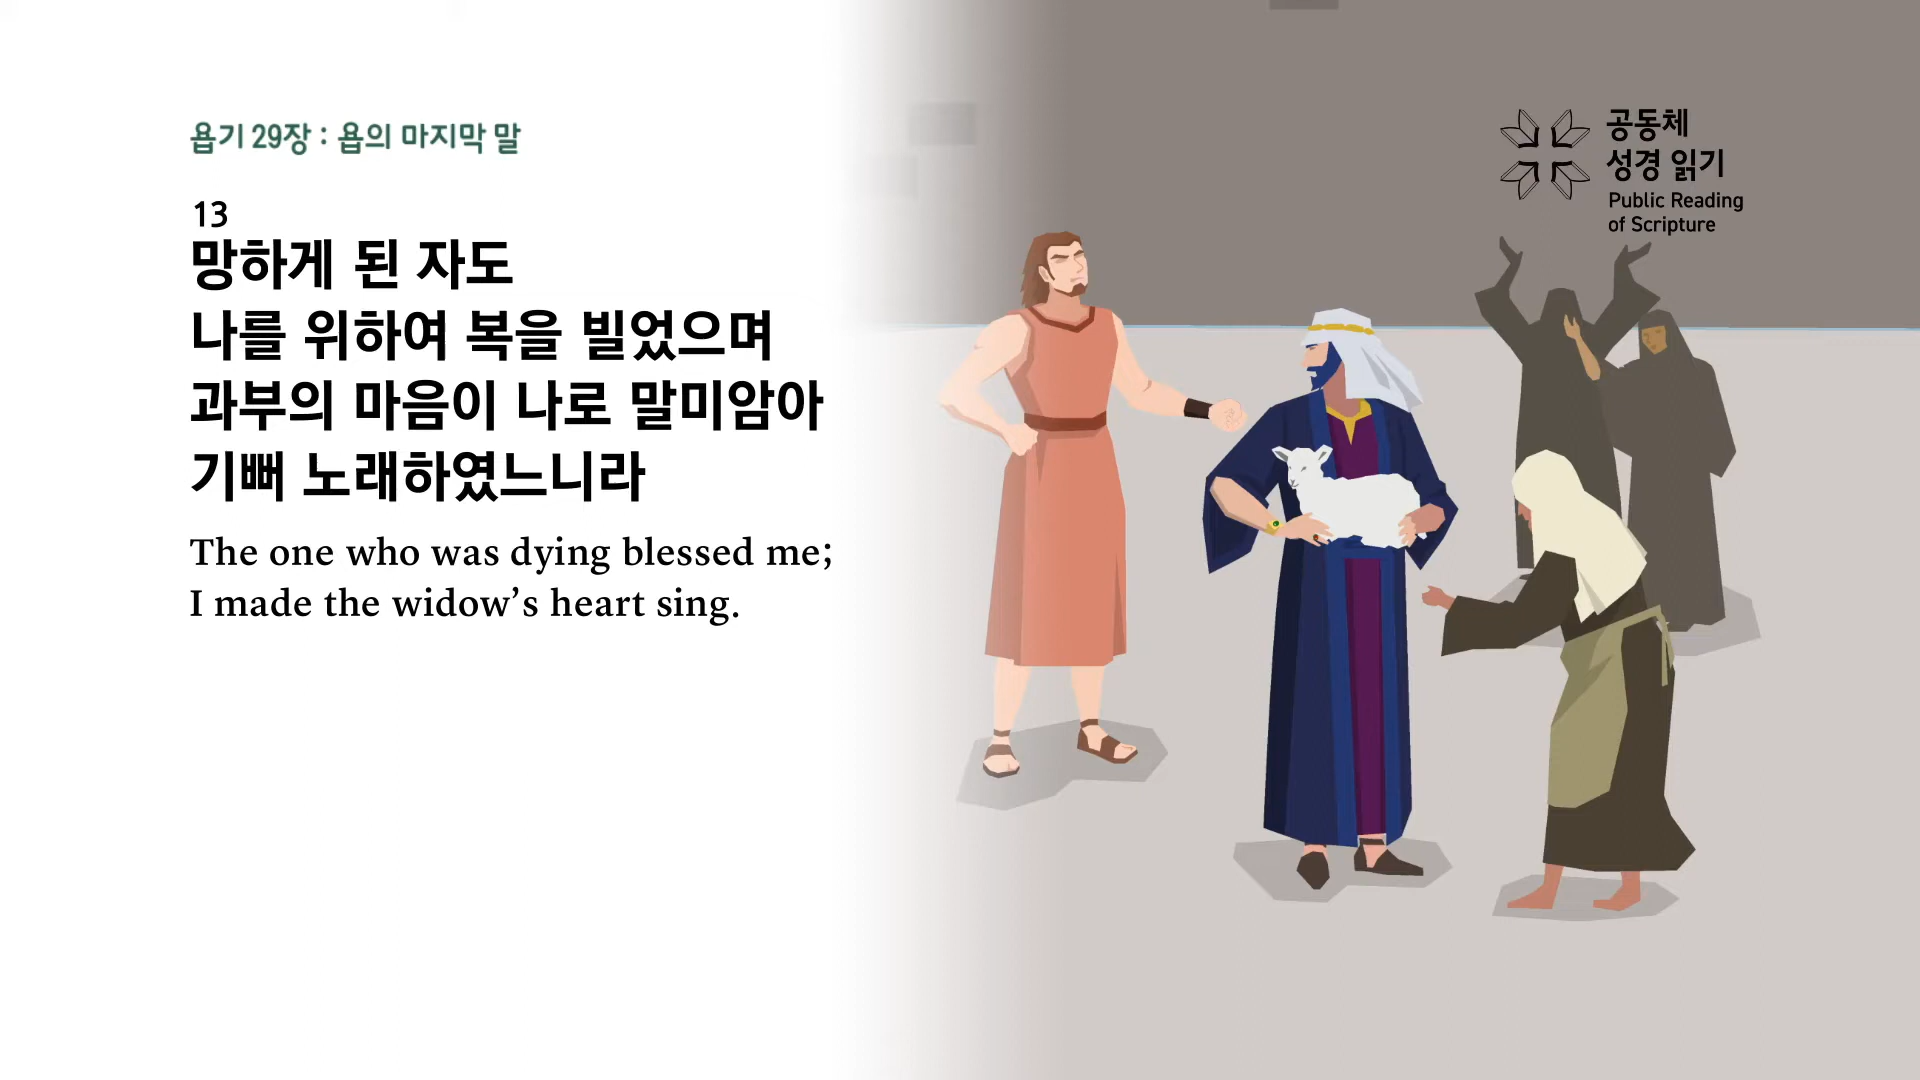 욥기 29장 : 욥의 마지막 말
13
망하게 된 자도
나를 위하여 복을 빌었으며
과부의 마음이 나로 말미암아
기뻐 노래하였느니라
The one who was dying blessed me;
I made the widow’s heart sing.
공동체
성경 읽기
Public Reading
of Scripture